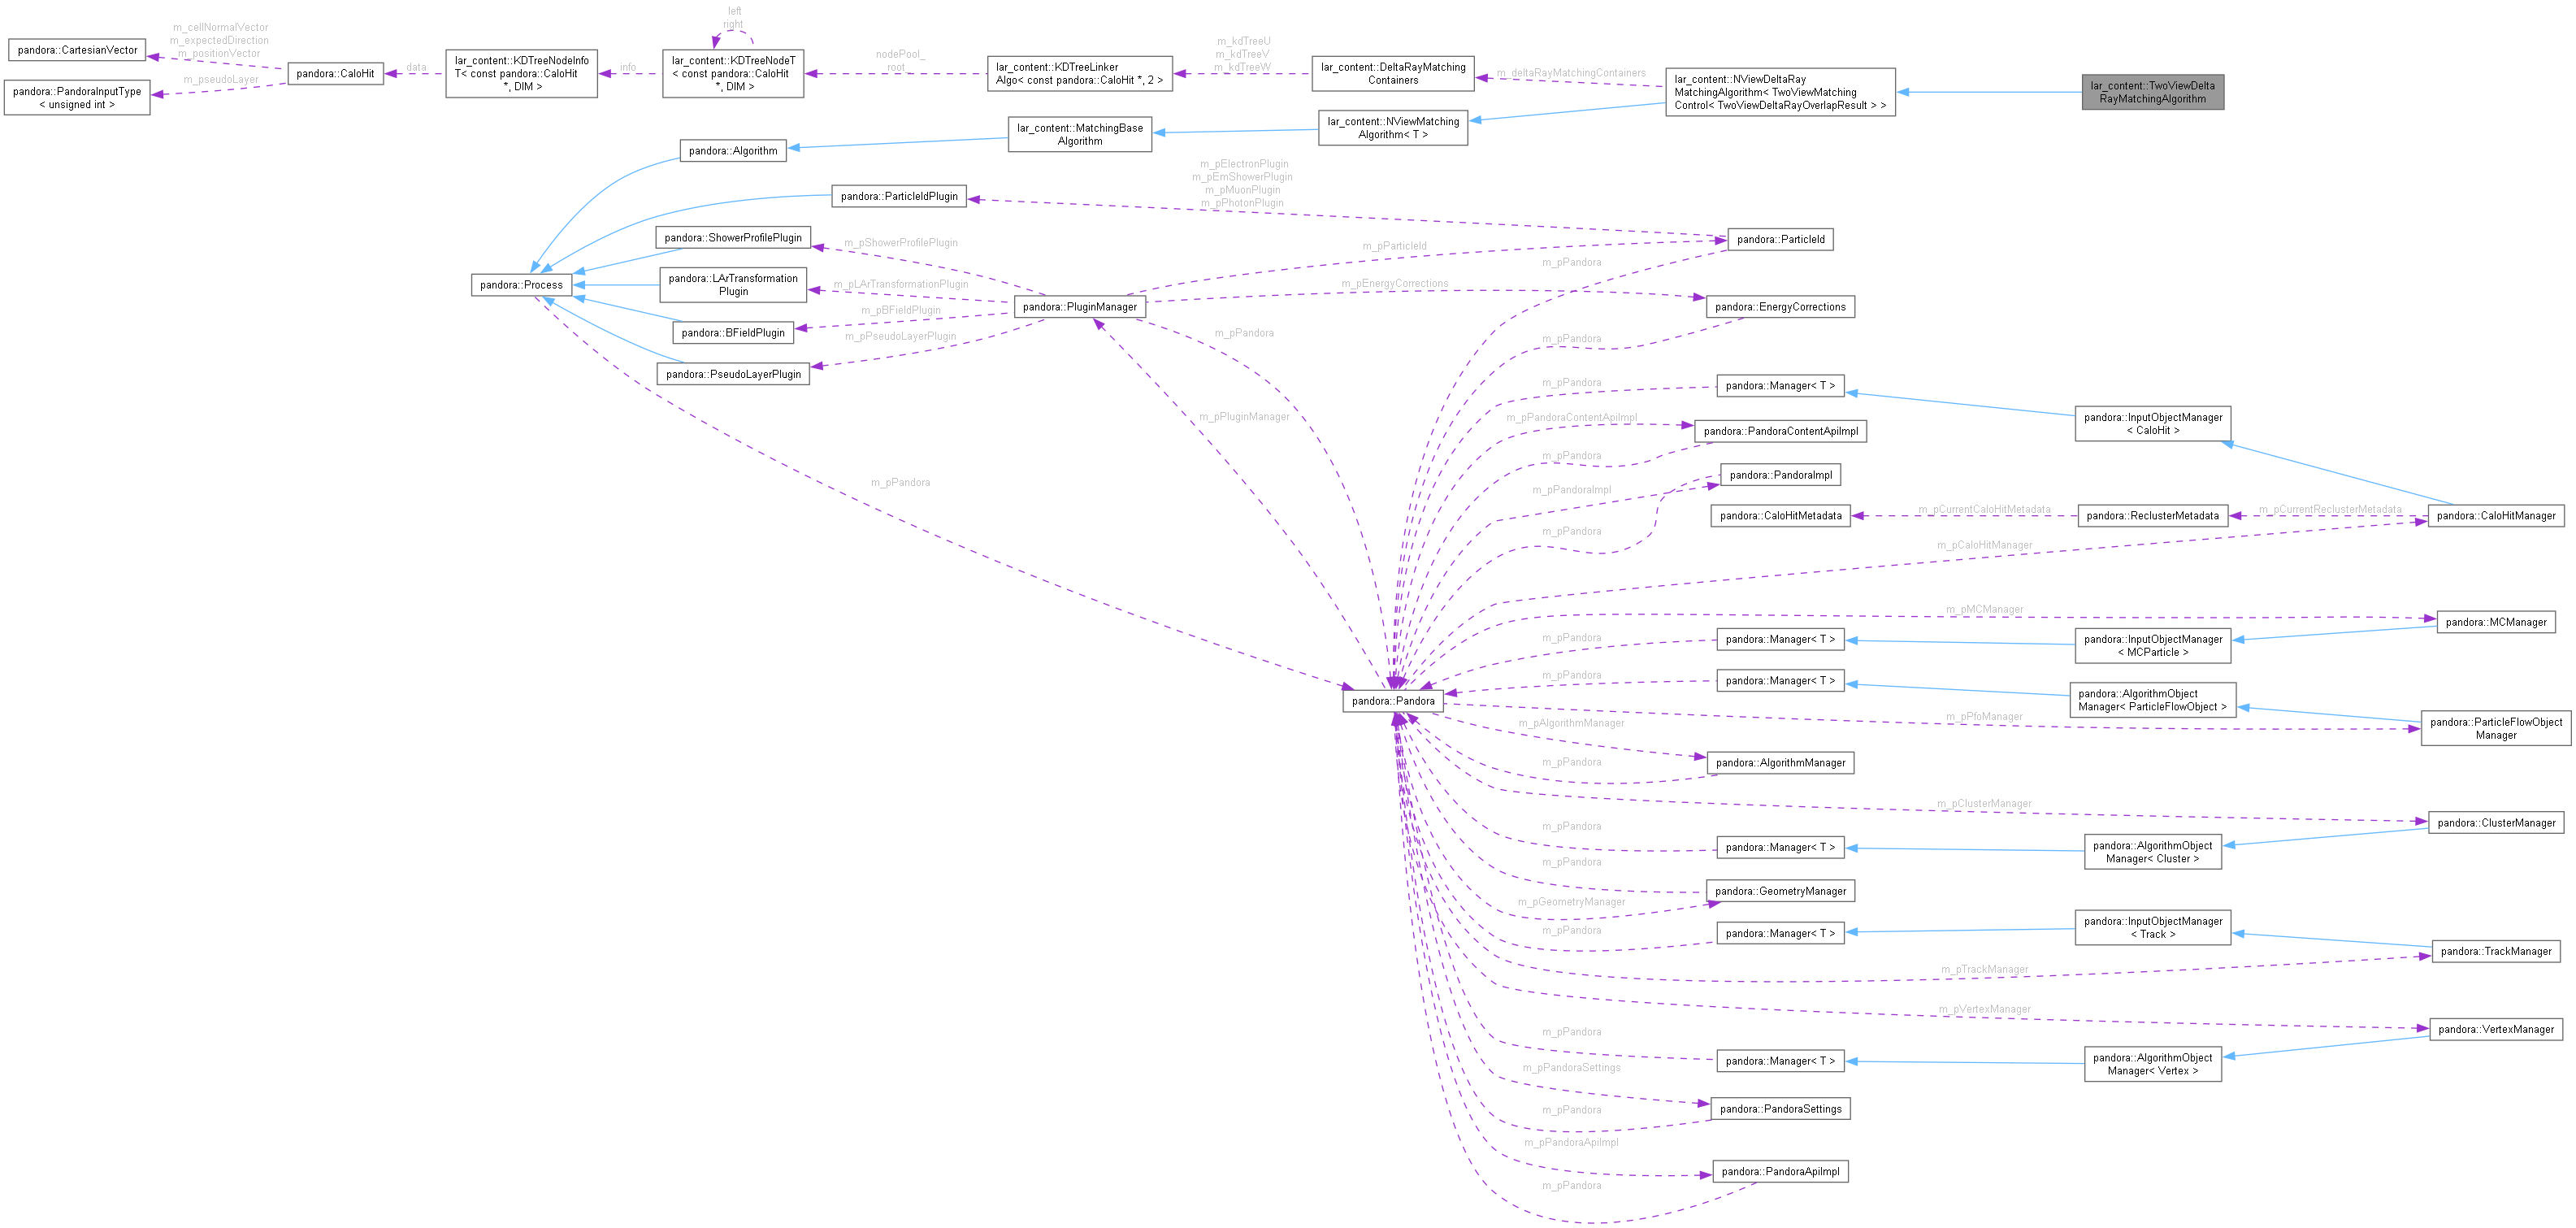 left
right
m_cellNormalVector
m_expectedDirection
m_positionVector
pandora::CartesianVector
m_pseudoLayer
pandora::PandoraInputType
< unsigned int >
pandora::CaloHit
data
lar_content::KDTreeNodeInfo
T< const pandora::CaloHit
*, DIM >
info
lar_content::KDTreeNodeT
< const pandora::CaloHit
*, DIM >
nodePool_
root_
lar_content::KDTreeLinker
Algo< const pandora::CaloHit *, 2 >
m_kdTreeU
m_kdTreeV
m_kdTreeW
lar_content::DeltaRayMatching
Containers
m_deltaRayMatchingContainers
lar_content::NViewDeltaRay
MatchingAlgorithm< TwoViewMatching
Control< TwoViewDeltaRayOverlapResult > >
lar_content::TwoViewDelta
RayMatchingAlgorithm
pandora::Algorithm
lar_content::MatchingBase
Algorithm
lar_content::NViewMatching
Algorithm< T >
pandora::ParticleIdPlugin
m_pElectronPlugin
m_pEmShowerPlugin
m_pMuonPlugin
m_pPhotonPlugin
pandora::ShowerProfilePlugin
m_pShowerProfilePlugin
m_pParticleId
pandora::ParticleId
m_pPandora
pandora::Process
pandora::LArTransformation
Plugin
m_pLArTransformationPlugin
m_pEnergyCorrections
pandora::PluginManager
pandora::EnergyCorrections
m_pBFieldPlugin
pandora::BFieldPlugin
m_pPseudoLayerPlugin
m_pPandora
m_pPandora
pandora::PseudoLayerPlugin
m_pPandora
pandora::Manager< T >
m_pPluginManager
m_pPandoraContentApiImpl
pandora::PandoraContentApiImpl
pandora::InputObjectManager
< CaloHit >
m_pPandora
m_pPandora
m_pPandoraImpl
pandora::PandoraImpl
m_pPandora
pandora::CaloHitMetadata
m_pCurrentCaloHitMetadata
pandora::ReclusterMetadata
m_pCurrentReclusterMetadata
pandora::CaloHitManager
m_pCaloHitManager
m_pMCManager
pandora::MCManager
m_pPandora
pandora::Manager< T >
pandora::InputObjectManager
< MCParticle >
m_pPandora
pandora::Manager< T >
pandora::AlgorithmObject
Manager< ParticleFlowObject >
pandora::Pandora
m_pPfoManager
pandora::ParticleFlowObject
Manager
m_pAlgorithmManager
pandora::AlgorithmManager
m_pPandora
m_pClusterManager
pandora::ClusterManager
m_pPandora
pandora::Manager< T >
pandora::AlgorithmObject
Manager< Cluster >
m_pPandora
pandora::GeometryManager
m_pGeometryManager
m_pPandora
pandora::Manager< T >
pandora::InputObjectManager
< Track >
pandora::TrackManager
m_pTrackManager
m_pVertexManager
pandora::VertexManager
m_pPandora
pandora::Manager< T >
pandora::AlgorithmObject
Manager< Vertex >
m_pPandoraSettings
pandora::PandoraSettings
m_pPandora
m_pPandoraApiImpl
pandora::PandoraApiImpl
m_pPandora